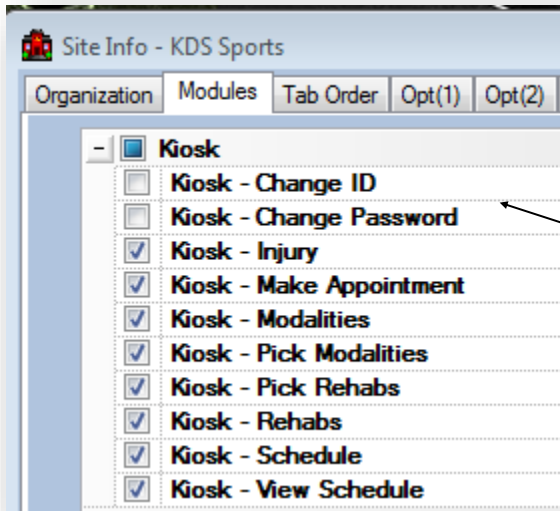 Site Info - KDS Sports
Organization Modules Tab Order Opt(1) Opt(2)
Kiosk
Kiosk - Change ID
Kiosk - Change Password
Kiosk - Injury
Kiosk - Make Appointment
Kiosk - Modalities
Kiosk - Pick Modalities
Kiosk - Pick Rehabs
Kiosk - Rehabs
Kiosk - Schedule
Kiosk - View Schedule